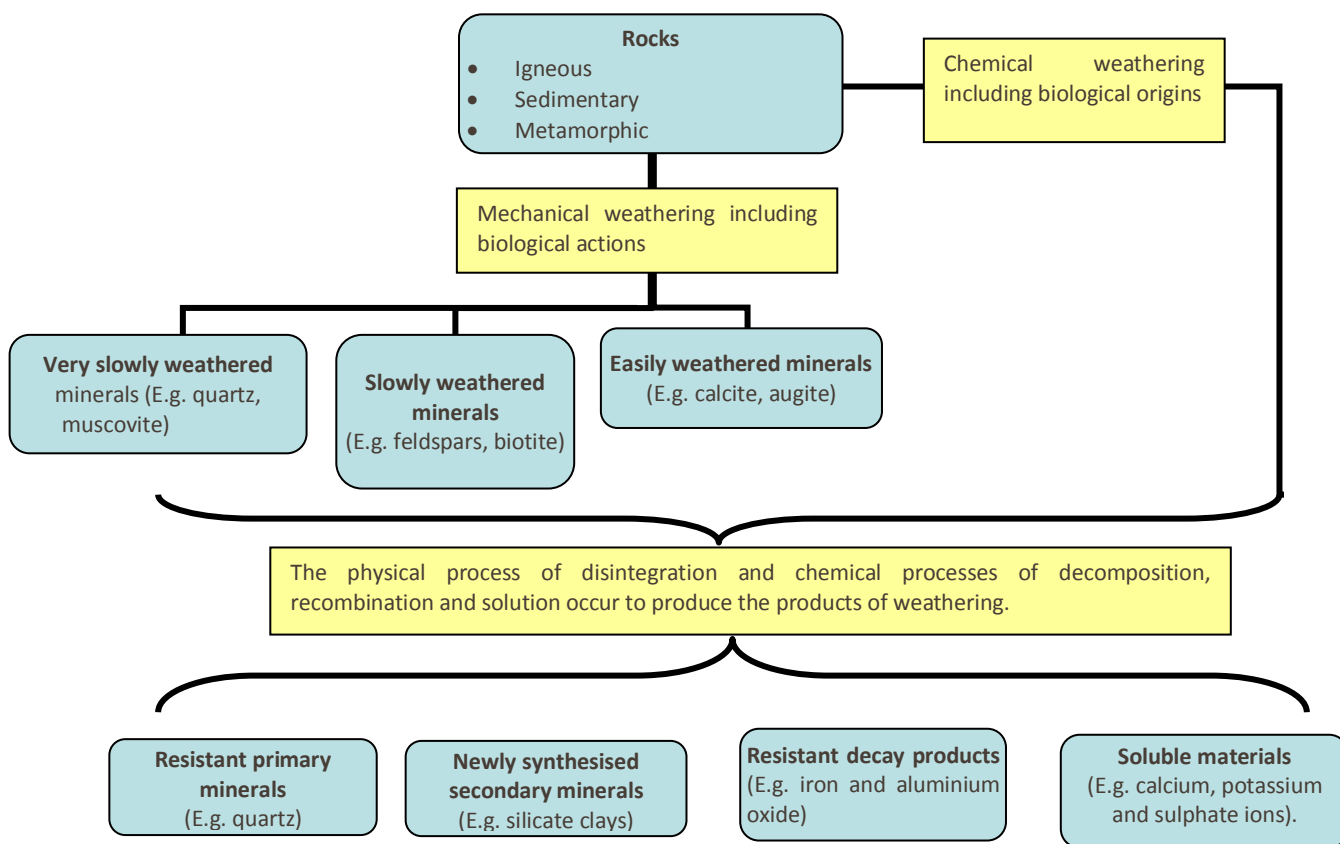 Rocks
• Igneous
• Sedimentary
• Metamorphic
Chemical weathering
including biological origins
Mechanical weathering including
biological actions
Very slowly weathered
minerals (E.g. quartz,
muscovite)
Slowly weathered
minerals
(E.g. feldspars, biotite)
Easily weathered minerals
(E.g. calcite, augite)
The physical process of disintegration and chemical processes of decomposition,
recombination and solution occur to produce the products of weathering.
Resistant primary
minerals
(E.g. quartz)
Newly synthesised
secondary minerals
(E.g. silicate clays)
Resistant decay products
(E.g. iron and aluminium
oxide)
Soluble materials
(E.g. calcium, potassium
and sulphate ions).